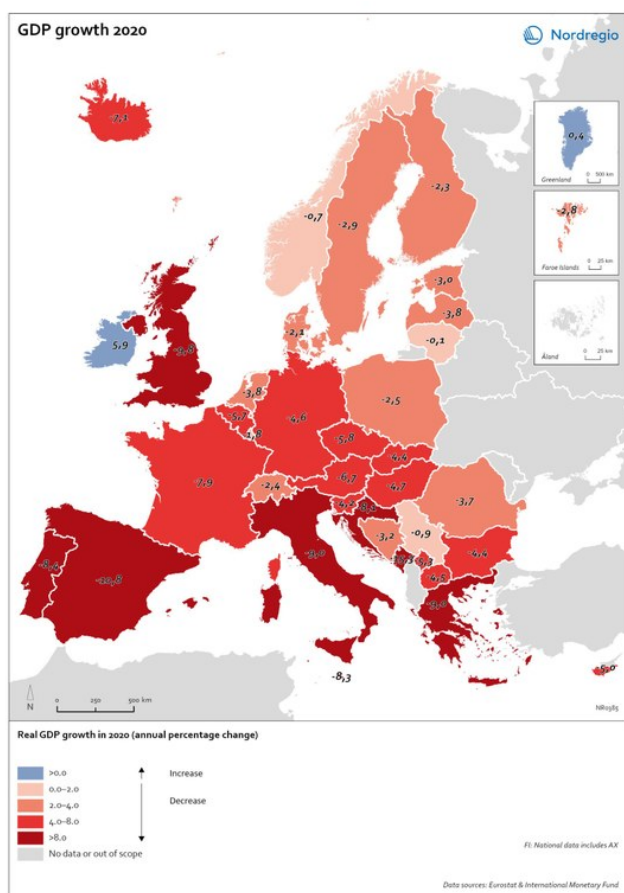 GDP growth 2020
Nordregio
-7,3
0,4
Greenland
0 500 km
-2,8
Faroe Islands
0 25 km
Åland
0 25 km
-0,7
-2,9
-2,3
-3,0
-3,8
-0,1
-2,1
5,9
-9,8
-3,8
-5,7
-1,8
-4,6
-2,5
-5,8
-4,4
-7,9
-2,4
-6,7
-4,7
-4,2
-8,1
-3,7
-3,2
-0,9
-5,3
-4,4
-4,5
-8,4
-10,8
-9,0
-9,0
-8,3
-6,0
N
0 250 500 km
NR0585
Real GDP growth in 2020 (annual percentage change)
>0.0
Increase
0.0–2.0
Decrease
2.0–4.0
4.0–8.0
>8.0
No data or out of scope
FI: National data includes AX
Data sources: Eurostat & International Monetary Fund